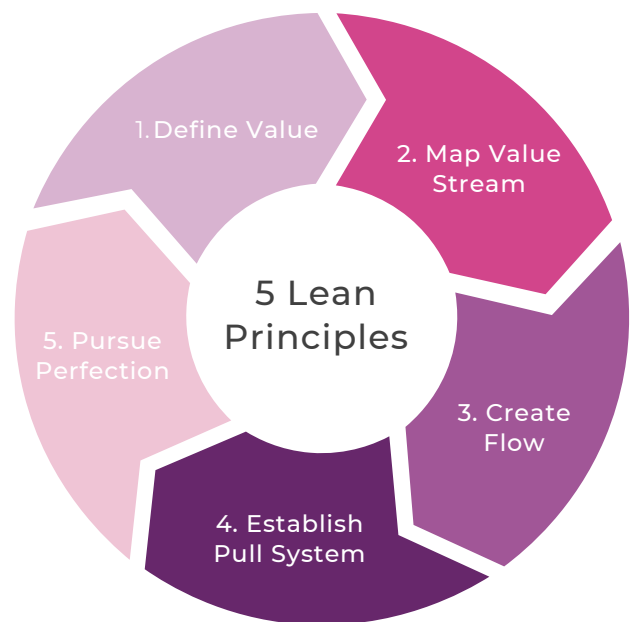 5 Lean
Principles
1. Define Value
2. Map Value
Stream
3. Create
Flow
4. Establish
Pull System
5. Pursue
Perfection